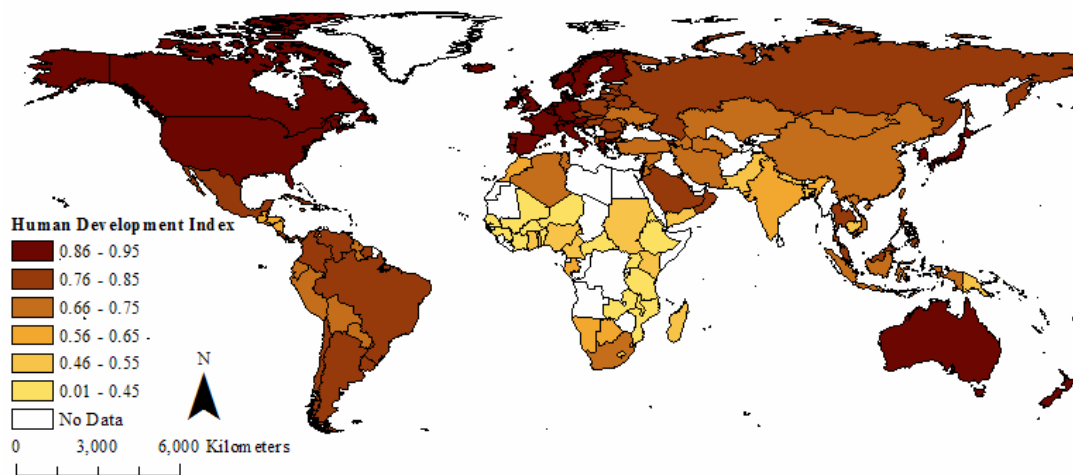 Human Development Index
0.86 - 0.95
0.76 - 0.85
0.66 - 0.75
0.56 - 0.65
0.46 - 0.55
0.01 - 0.45
No Data
N
0 3,000 6,000 Kilometers